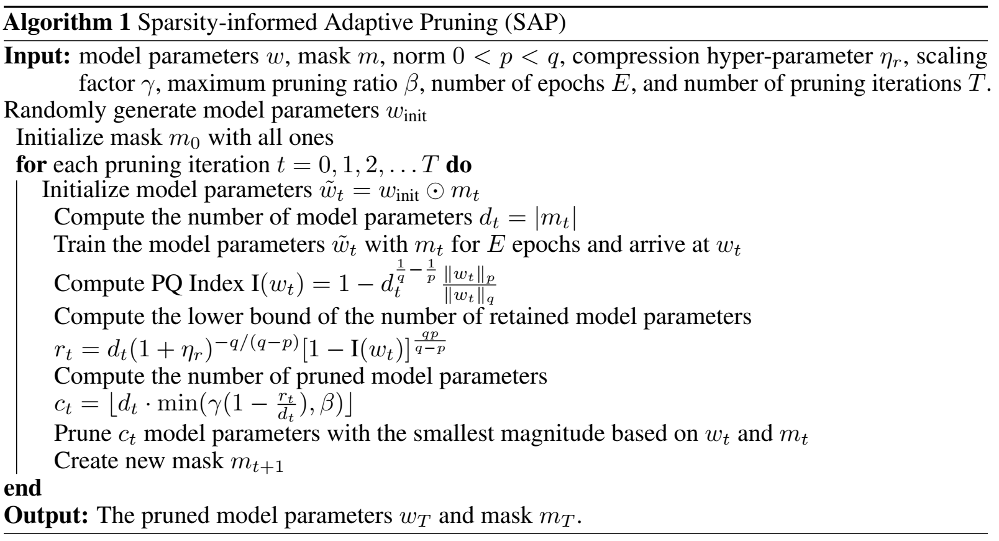 Algorithm 1 Sparsity-informed Adaptive Pruning (SAP)
Input: model parameters $w$, mask $m$, norm $0 < p < q$, compression hyper-parameter $\eta_r$, scaling
factor $\gamma$, maximum pruning ratio $\beta$, number of epochs $E$, and number of pruning iterations $T$.
Randomly generate model parameters $w_{\text{init}}$
Initialize mask $m_0$ with all ones
for each pruning iteration $t = 0, 1, 2, \ldots T$ do
Initialize model parameters $\tilde{w}_t = w_{\text{init}} \odot m_t$
Compute the number of model parameters $d_t = |m_t|$
Train the model parameters $\tilde{w}_t$ with $m_t$ for $E$ epochs and arrive at $w_t$
Compute PQ Index $\mathrm{I}(w_t) = 1 - d_t^{\frac{1}{q} - \frac{1}{p}} \frac{\|w_t\|_p}{\|w_t\|_q}$
Compute the lower bound of the number of retained model parameters
$r_t = d_t(1 + \eta_r)^{-q/(q-p)}[1 - \mathrm{I}(w_t)]^{\frac{qp}{q-p}}$
Compute the number of pruned model parameters
$c_t = \lfloor d_t \cdot \min(\gamma(1 - \frac{r_t}{d_t}), \beta) \rfloor$
Prune $c_t$ model parameters with the smallest magnitude based on $w_t$ and $m_t$
Create new mask $m_{t+1}$
end
Output: The pruned model parameters $w_T$ and mask $m_T$.